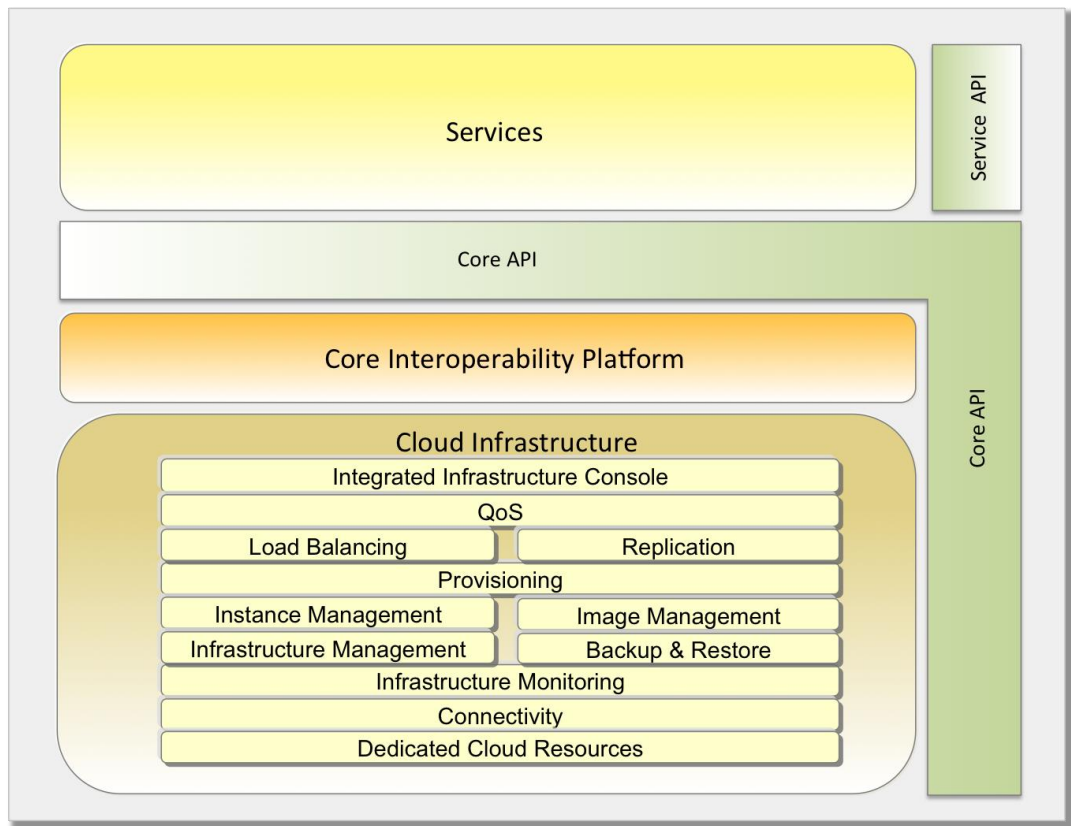 Services
Service API
Core API
Core Interoperability Platform
Core API
Cloud Infrastructure
Integrated Infrastructure Console
QoS
Load Balancing
Replication
Provisioning
Instance Management
Image Management
Infrastructure Management
Backup & Restore
Infrastructure Monitoring
Connectivity
Dedicated Cloud Resources